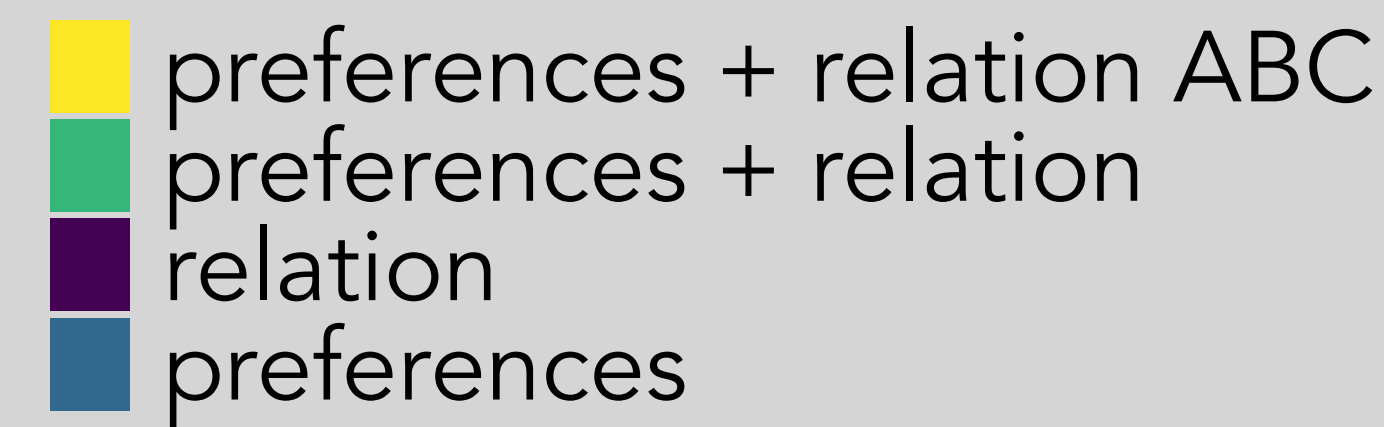 preferences + relation ABC
preferences + relation
relation
preferences